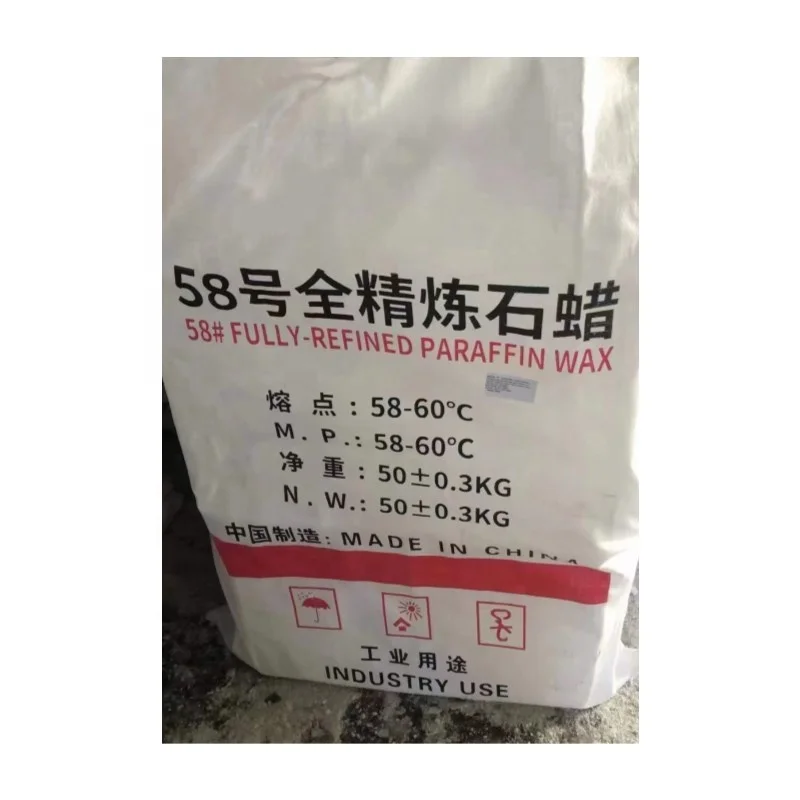 58号全精炼石蜡
58# FULLY-REFINED PARAFFIN WAX
熔点：58-60℃
M.P.：58-60℃
净重：50±0.3KG
N.W.：50±0.3KG
中国制造：MADE IN CHINA
工业用途
INDUSTRY USE